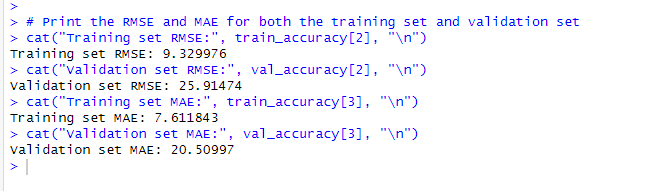 >
> # Print the RMSE and MAE for both the training set and validation set
> cat("Training set RMSE:", train_accuracy[2], "\n")
Training set RMSE: 9.329976
> cat("Validation set RMSE:", val_accuracy[2], "\n")
Validation set RMSE: 25.91474
> cat("Training set MAE:", train_accuracy[3], "\n")
Training set MAE: 7.611843
> cat("Validation set MAE:", val_accuracy[3], "\n")
Validation set MAE: 20.50997
>